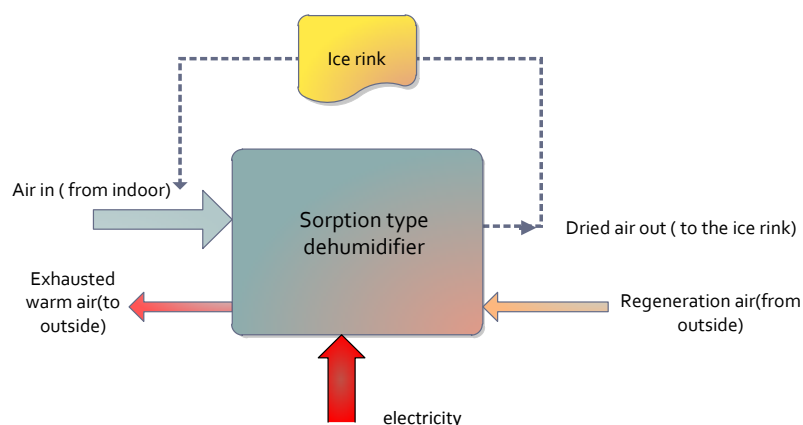 Ice rink
Air in ( from indoor)
Sorption type
dehumidifier
Dried air out ( to the ice rink)
Exhausted
warm air(to
outside)
Regeneration air(from
outside)
electricity